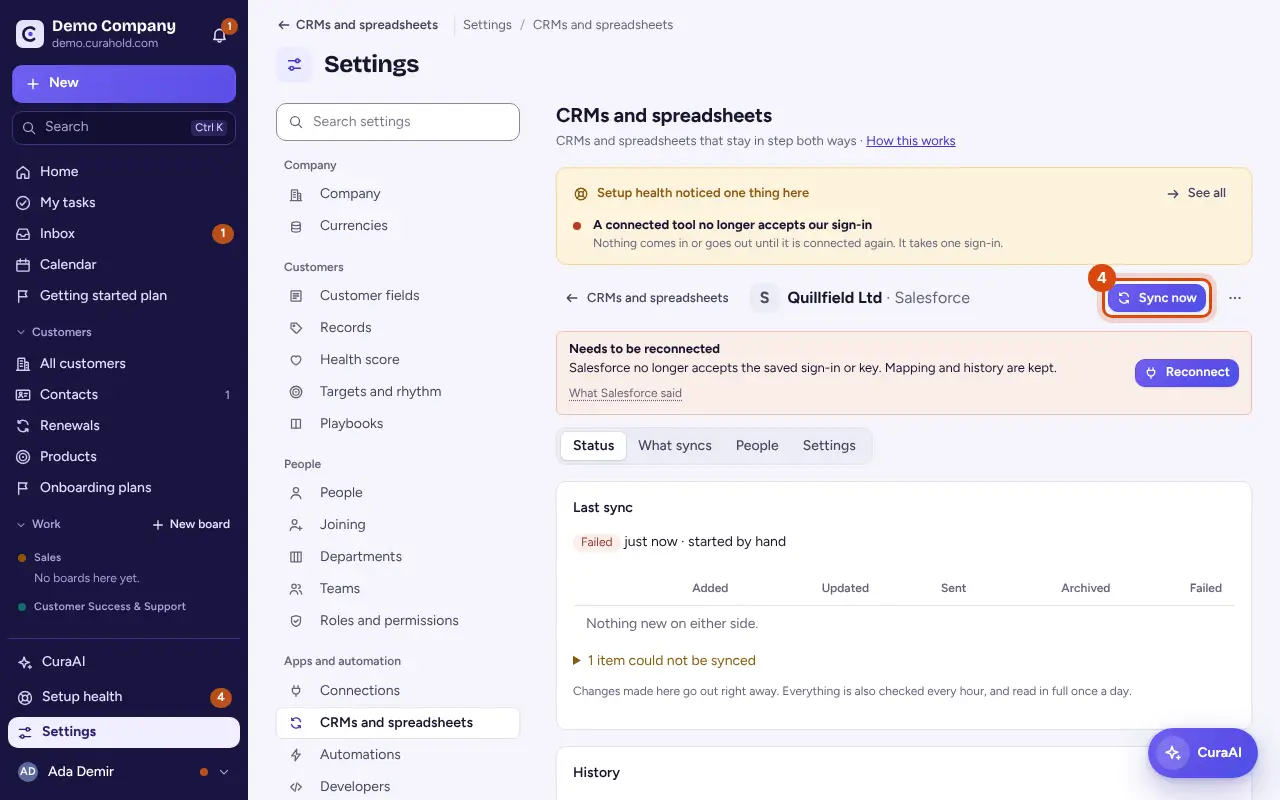 Demo Company
demo.curahold.com
1
New
Search
Ctrl K
Home
My tasks
Inbox
1
Calendar
Getting started plan
Customers
All customers
Contacts
1
Renewals
Products
Onboarding plans
Work
New board
Sales
No boards here yet.
Customer Success & Support
CuraAI
Setup health
4
Settings
AD
Ada Demir
CRMs and spreadsheets
Settings / CRMs and spreadsheets
Settings
Search settings
Company
Company
Currencies
Customers
Customer fields
Records
Health score
Targets and rhythm
Playbooks
People
People
Joining
Departments
Teams
Roles and permissions
Apps and automation
Connections
CRMs and spreadsheets
Automations
Developers
CRMs and spreadsheets
CRMs and spreadsheets that stay in step both ways · How this works
Setup health noticed one thing here
See all
A connected tool no longer accepts our sign-in
Nothing comes in or goes out until it is connected again. It takes one sign-in.
CRMs and spreadsheets
S
Quillfield Ltd · Salesforce
4
Sync now
Needs to be reconnected
Salesforce no longer accepts the saved sign-in or key. Mapping and history are kept.
What Salesforce said
Reconnect
Status
What syncs
People
Settings
Last sync
Failed just now · started by hand
Added Updated Sent Archived Failed
Nothing new on either side.
1 item could not be synced
Changes made here go out right away. Everything is also checked every hour, and read in full once a day.
History
CuraAI